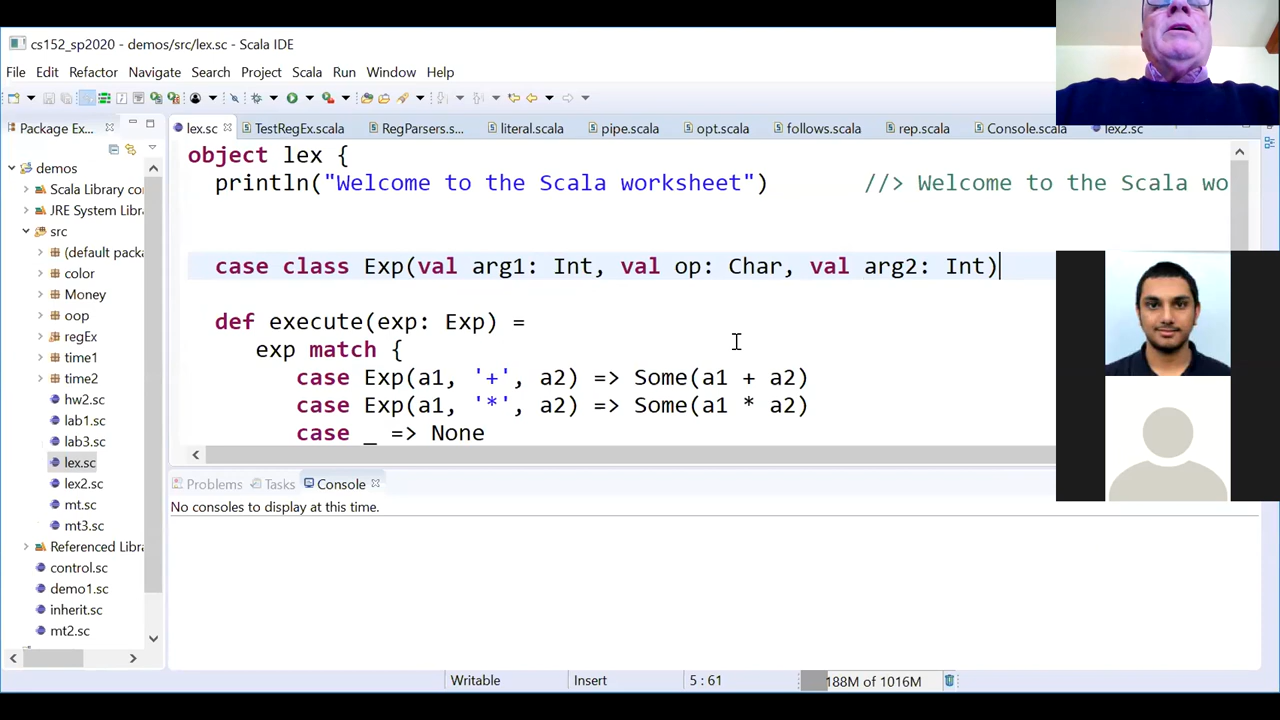 cs152_sp2020 - demos/src/lex.sc - Scala IDE
File Edit Refactor Navigate Search Project Scala Run Window Help
Package Ex...
lex.sc TestRegEx.scala RegParsers.s... literal.scala pipe.scala opt.scala follows.scala rep.scala Console.scala lex2.sc
demos
Scala Library co
JRE System Libr
src
(default packa
color
Money
oop
regEx
time1
time2
hw2.sc
lab1.sc
lab3.sc
lex.sc
lex2.sc
mt.sc
mt3.sc
Referenced Libr
control.sc
demo1.sc
inherit.sc
mt2.sc
object lex {
println("Welcome to the Scala worksheet") //> Welcome to the Scala wo
case class Exp(val arg1: Int, val op: Char, val arg2: Int)
def execute(exp: Exp) =
exp match {
case Exp(a1, '+', a2) => Some(a1 + a2)
case Exp(a1, '*', a2) => Some(a1 * a2)
case _ => None
Problems Tasks Console
No consoles to display at this time.
Writable Insert 5 : 61 188M of 1016M